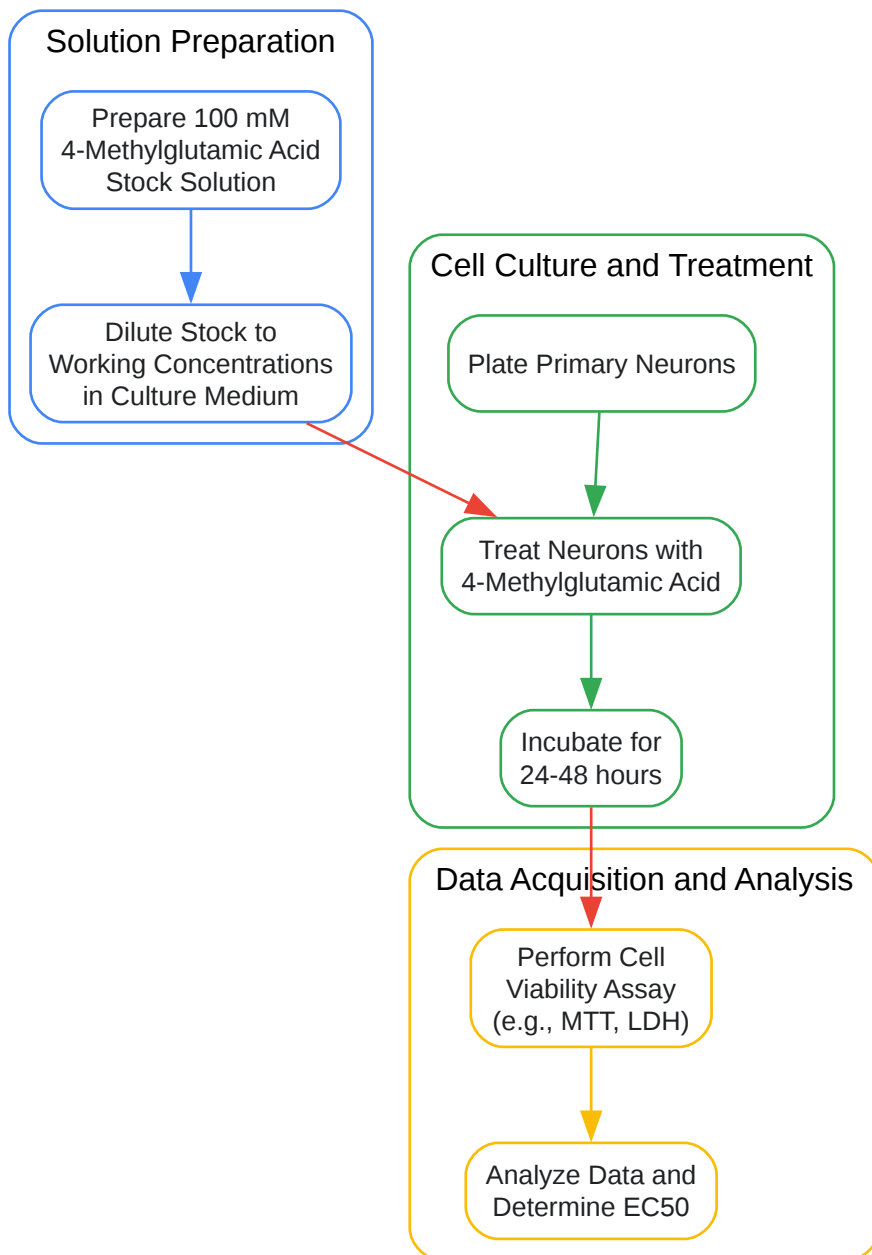 Solution Preparation
Prepare 100 mM
4-Methylglutamic Acid
Stock Solution
Dilute Stock to
Working Concentrations
in Culture Medium
Cell Culture and Treatment
Plate Primary Neurons
Treat Neurons with
4-Methylglutamic Acid
Incubate for
24-48 hours
Data Acquisition and Analysis
Perform Cell
Viability Assay
(e.g., MTT, LDH)
Analyze Data and
Determine EC50